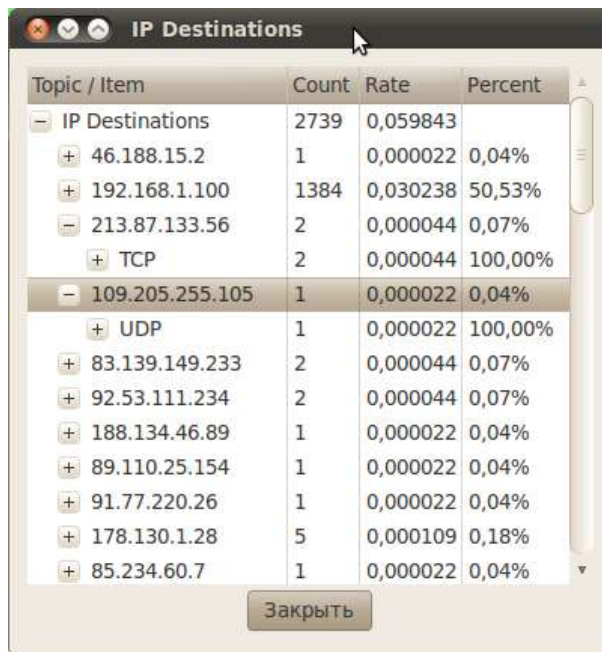 IP Destinations
Topic / Item Count Rate Percent
IP Destinations 2739 0,059843
46.188.15.2 1 0,000022 0,04%
192.168.1.100 1384 0,030238 50,53%
213.87.133.56 2 0,000044 0,07%
TCP 2 0,000044 100,00%
109.205.255.105 1 0,000022 0,04%
UDP 1 0,000022 100,00%
83.139.149.233 2 0,000044 0,07%
92.53.111.234 2 0,000044 0,07%
188.134.46.89 1 0,000022 0,04%
89.110.25.154 1 0,000022 0,04%
91.77.220.26 1 0,000022 0,04%
178.130.1.28 5 0,000109 0,18%
85.234.60.7 1 0,000022 0,04%
Закрыть